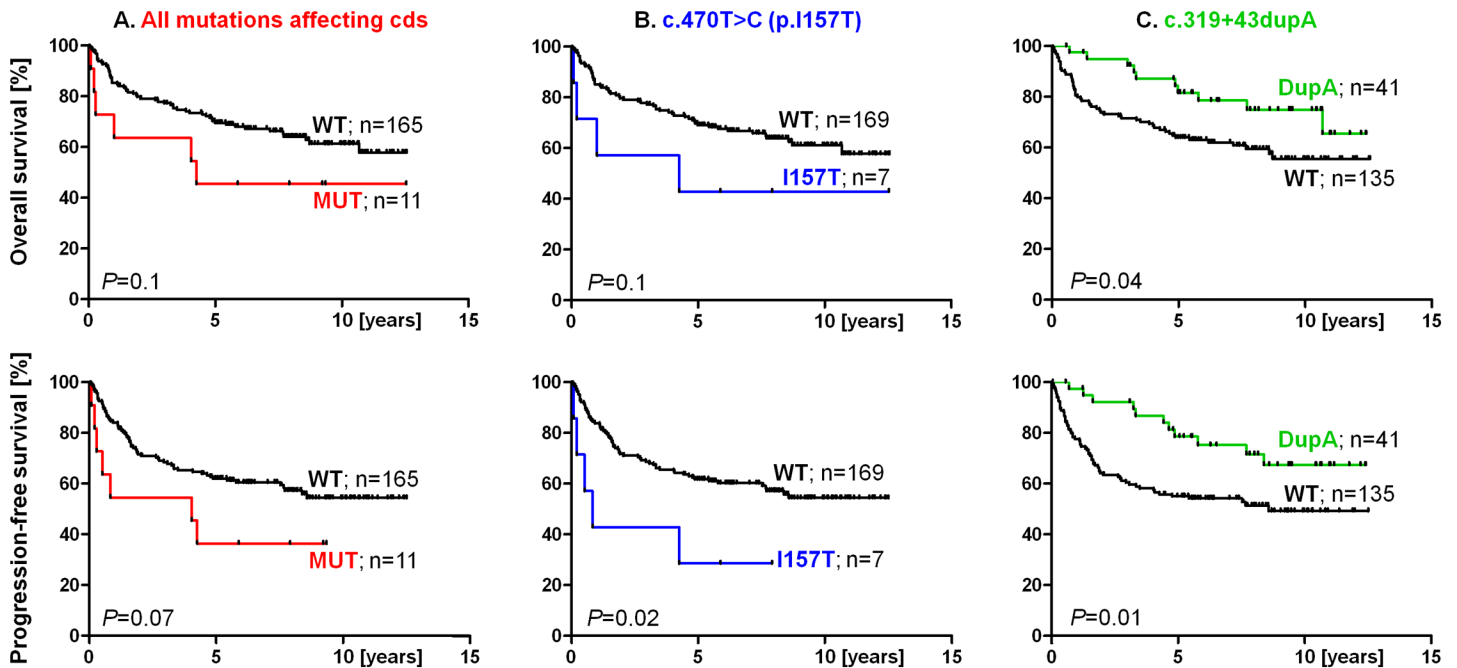 A. All mutations affecting cds
Overall survival [%]
100
80
60
40
20
0
WT; n=165
MUT; n=11
P=0.1
0 5 10 [years] 15
B. c.470T>C (p.I157T)
100
80
60
40
20
0
WT; n=169
I157T; n=7
P=0.1
0 5 10 [years] 15
C. c.319+43dupA
100
80
60
40
20
0
DupA; n=41
WT; n=135
P=0.04
0 5 10 [years] 15
Progression-free survival [%]
100
80
60
40
20
0
WT; n=165
MUT; n=11
P=0.07
0 5 10 [years] 15
100
80
60
40
20
0
WT; n=169
I157T; n=7
P=0.02
0 5 10 [years] 15
100
80
60
40
20
0
DupA; n=41
WT; n=135
P=0.01
0 5 10 [years] 15